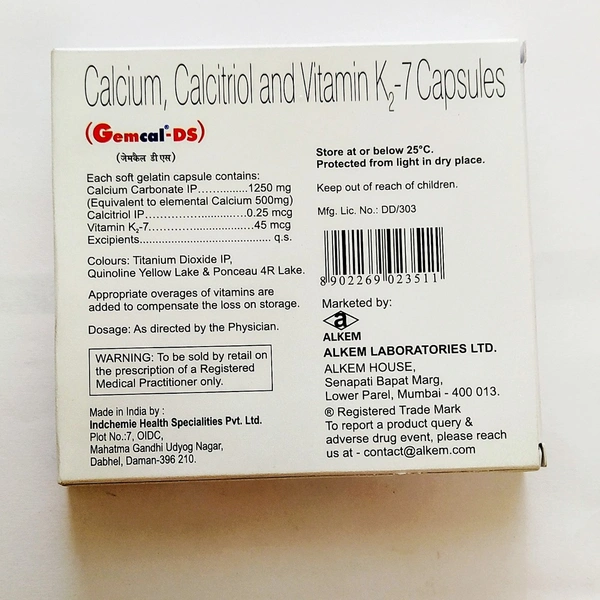 Calcium, Calcitriol and Vitamin K2-7 Capsules
(Gemcal®-DS)
(जेमकैल डी एस)
Each soft gelatin capsule contains:
Calcium Carbonate IP..............1250 mg
(Equivalent to elemental Calcium 500mg)
Calcitriol IP..........................0.25 mcg
Vitamin K2-7............................45 mcg
Excipients..................................... q.s.
Colours: Titanium Dioxide IP,
Quinoline Yellow Lake & Ponceau 4R Lake.
Appropriate overages of vitamins are
added to compensate the loss on storage.
Dosage: As directed by the Physician.
WARNING: To be sold by retail on
the prescription of a Registered
Medical Practitioner only.
Made in India by :
Indchemie Health Specialities Pvt. Ltd.
Plot No.:7, OIDC,
Mahatma Gandhi Udyog Nagar,
Dabhel, Daman-396 210.
Store at or below 25°C.
Protected from light in dry place.
Keep out of reach of children.
Mfg. Lic. No.: DD/303
8 902269 023511
Marketed by:
a
ALKEM
ALKEM LABORATORIES LTD.
ALKEM HOUSE,
Senapati Bapat Marg,
Lower Parel, Mumbai - 400 013.
® Registered Trade Mark
To report a product query &
adverse drug event, please reach
us at - contact@alkem.com